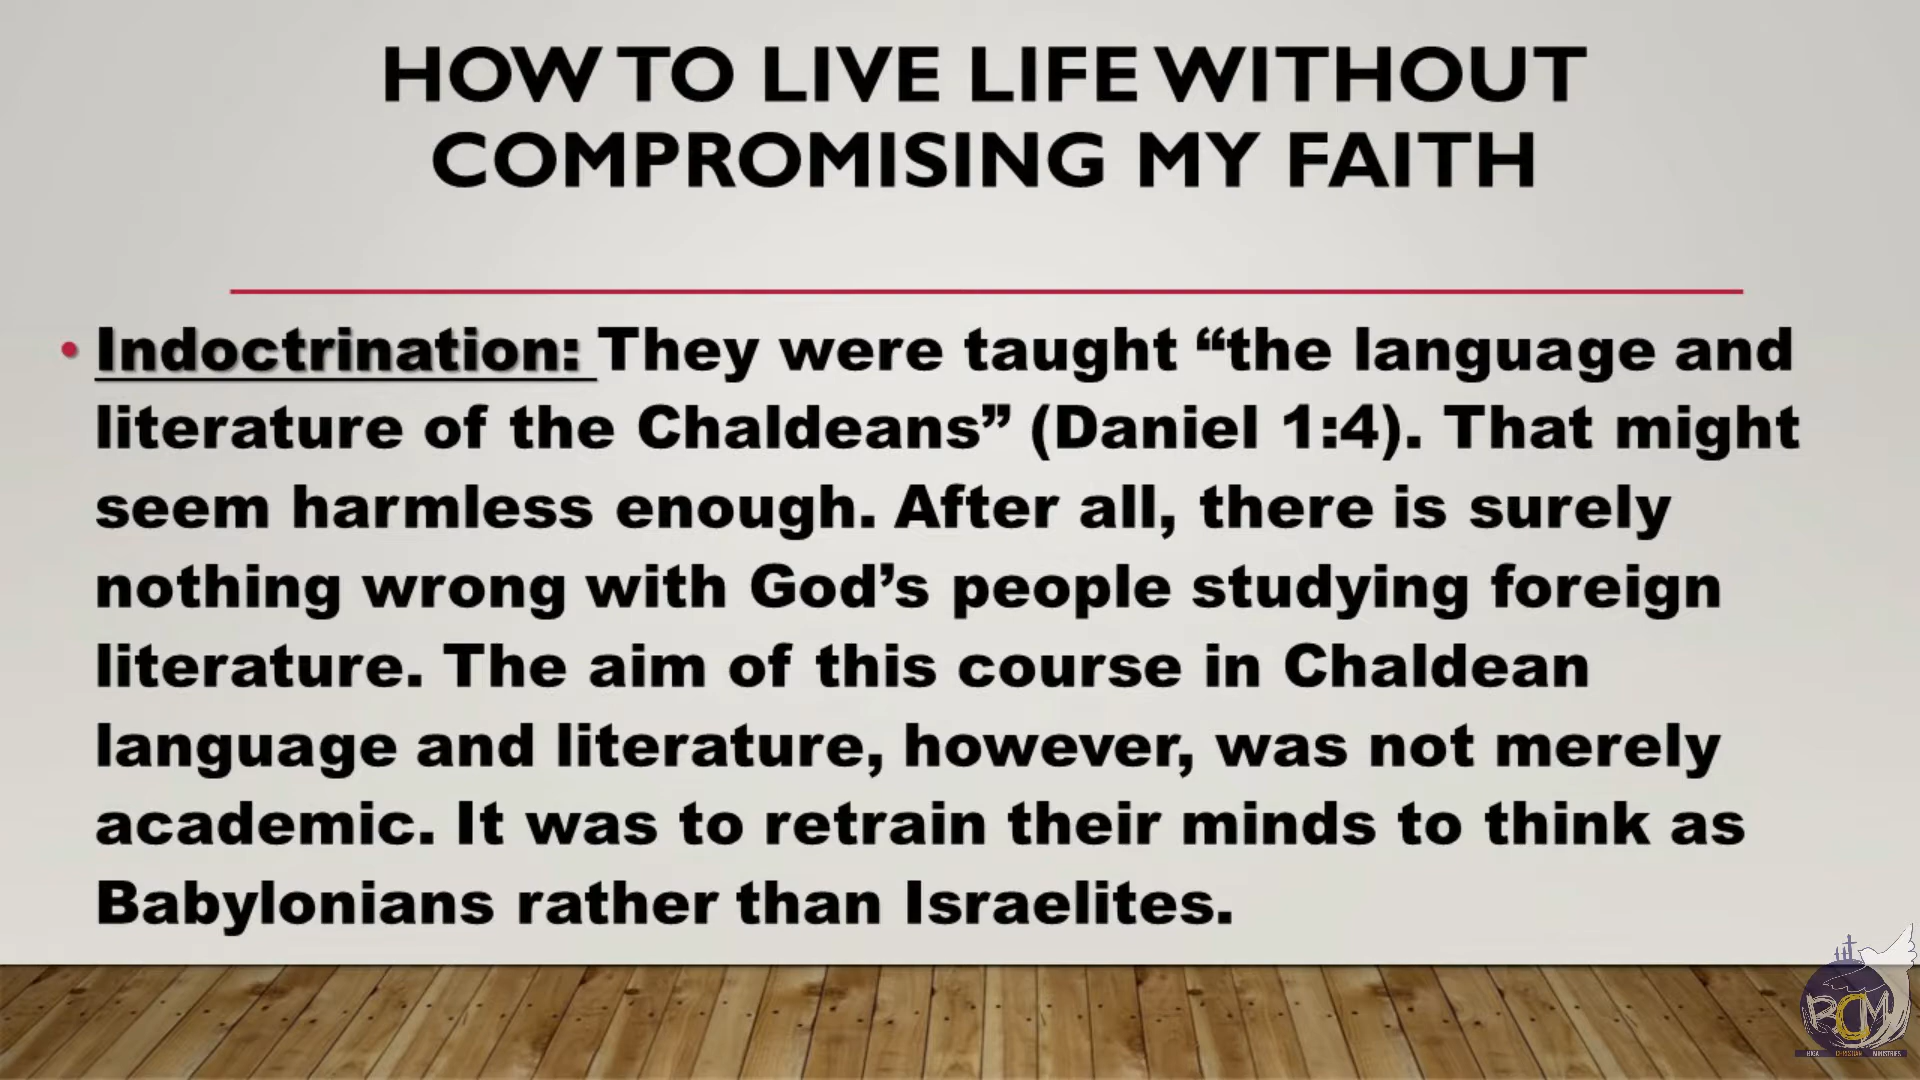 HOW TO LIVE LIFE WITHOUT
COMPROMISING MY FAITH
• Indoctrination: They were taught “the language and
literature of the Chaldeans” (Daniel 1:4). That might
seem harmless enough. After all, there is surely
nothing wrong with God’s people studying foreign
literature. The aim of this course in Chaldean
language and literature, however, was not merely
academic. It was to retrain their minds to think as
Babylonians rather than Israelites.
BCM
CHRISTIAN MINISTRIES